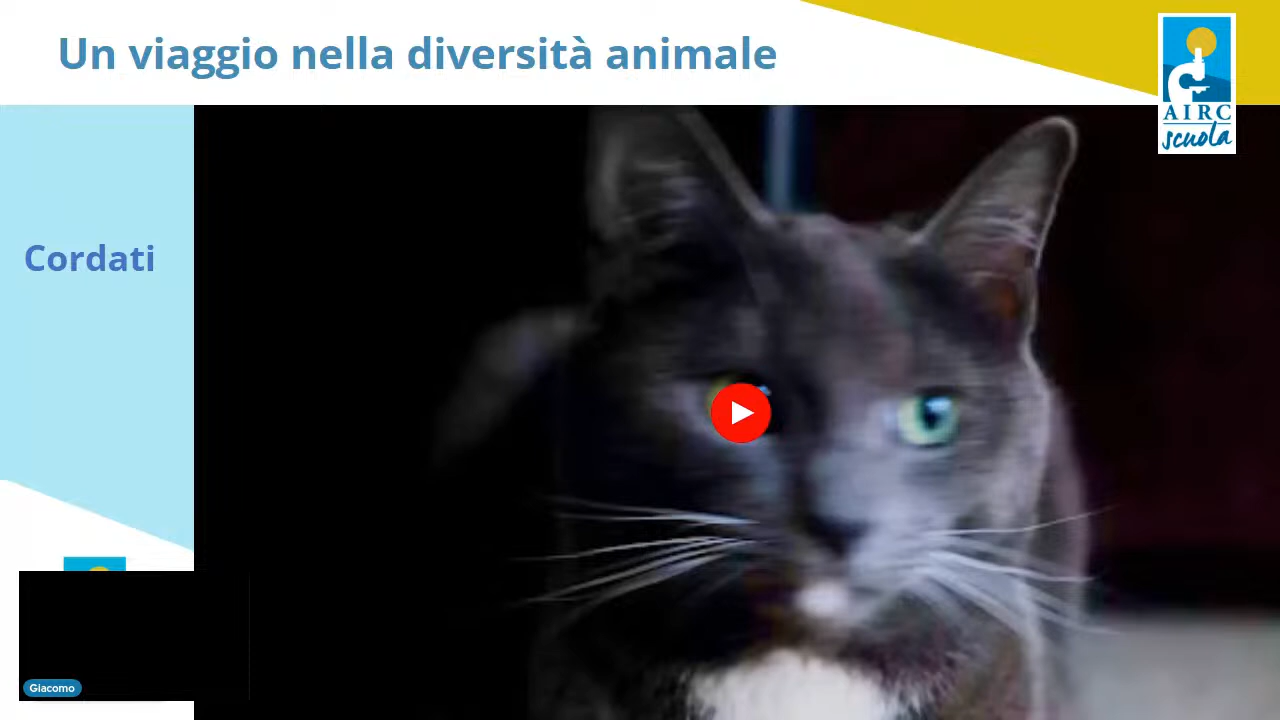 Un viaggio nella diversità animale
AIRC
scuola
Cordati
Giacomo